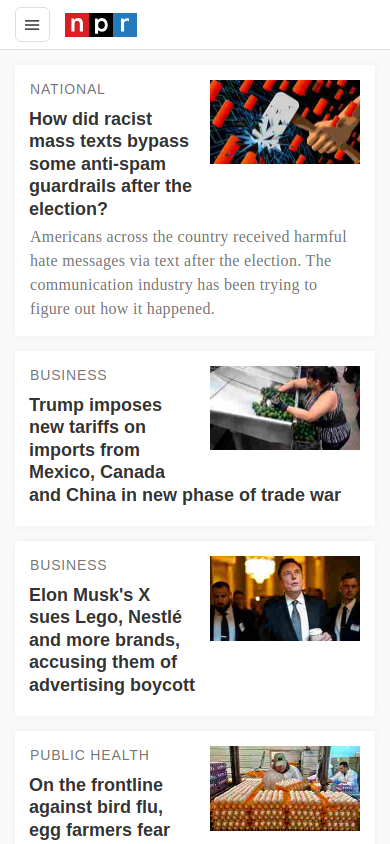 npr
NATIONAL
How did racist
mass texts bypass
some anti-spam
guardrails after the
election?
Americans across the country received harmful
hate messages via text after the election. The
communication industry has been trying to
figure out how it happened.
BUSINESS
Trump imposes
new tariffs on
imports from
Mexico, Canada
and China in new phase of trade war
BUSINESS
Elon Musk's X
sues Lego, Nestlé
and more brands,
accusing them of
advertising boycott
PUBLIC HEALTH
On the frontline
against bird flu,
egg farmers fear